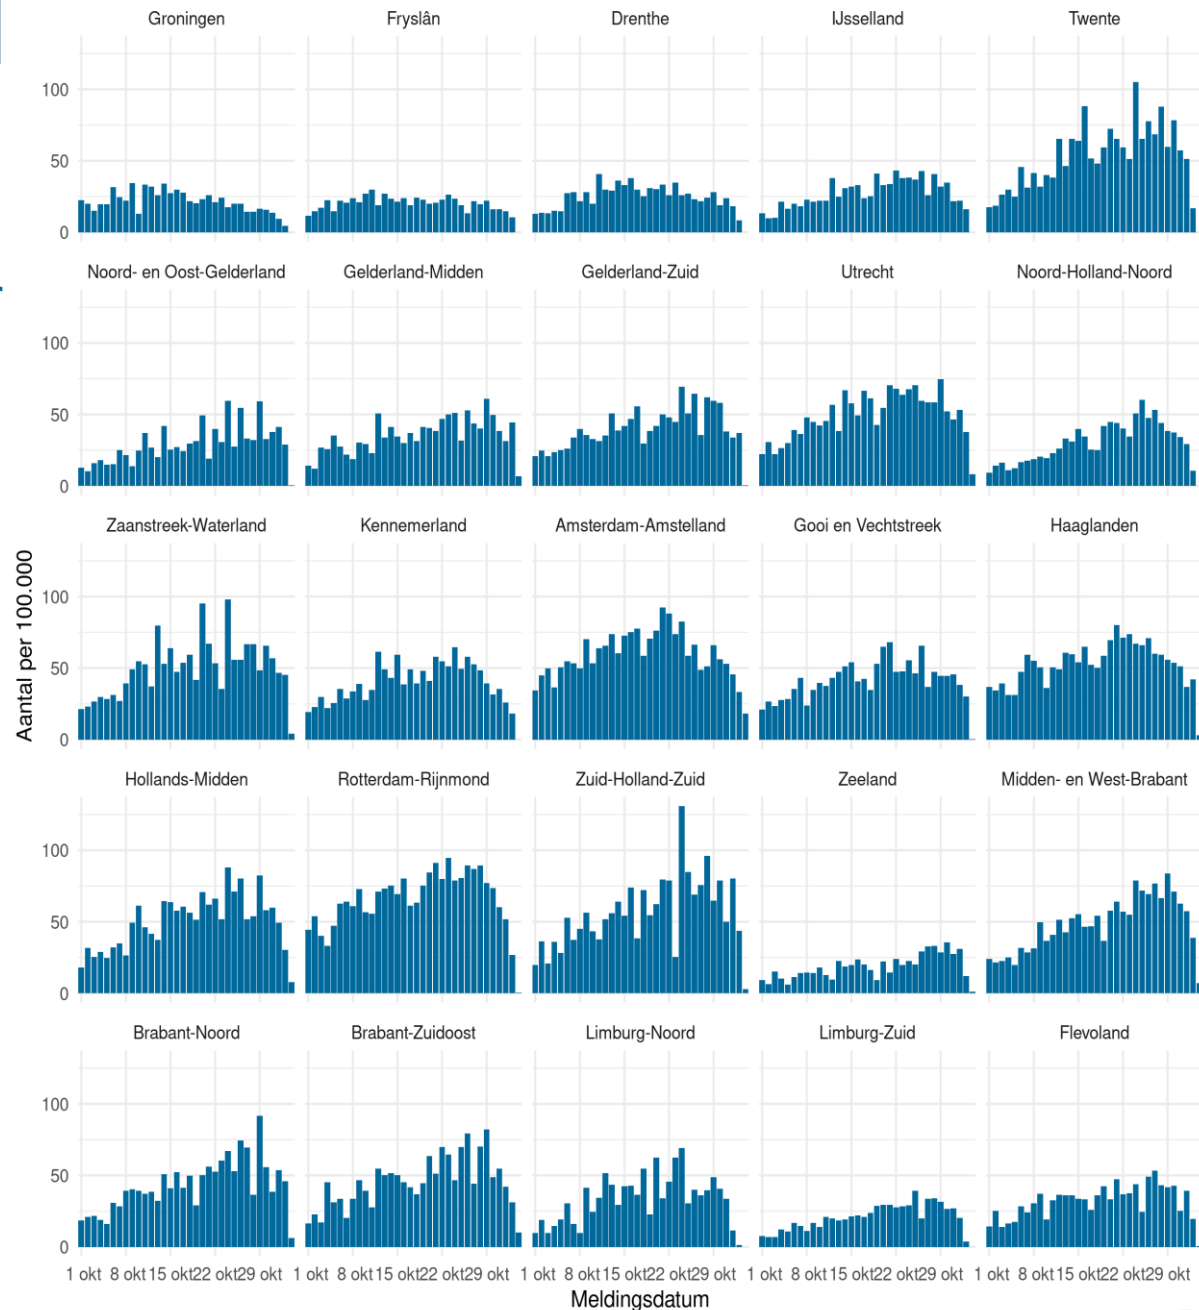 Groningen Fryslân Drenthe IJsselland Twente
100
50
0
Noord- en Oost-Gelderland Gelderland-Midden Gelderland-Zuid Utrecht Noord-Holland-Noord
100
50
0
Zaanstreek-Waterland Kennemerland Amsterdam-Amstelland Gooi en Vechtstreek Haaglanden
Aantal per 100.000
100
50
0
Hollands-Midden Rotterdam-Rijnmond Zuid-Holland-Zuid Zeeland Midden- en West-Brabant
100
50
0
Brabant-Noord Brabant-Zuidoost Limburg-Noord Limburg-Zuid Flevoland
100
50
0
1 okt 8 okt 15 okt 22 okt 29 okt 1 okt 8 okt 15 okt 22 okt 29 okt 1 okt 8 okt 15 okt 22 okt 29 okt 1 okt 8 okt 15 okt 22 okt 29 okt 1 okt 8 okt 15 okt 22 okt 29 okt
Meldingsdatum